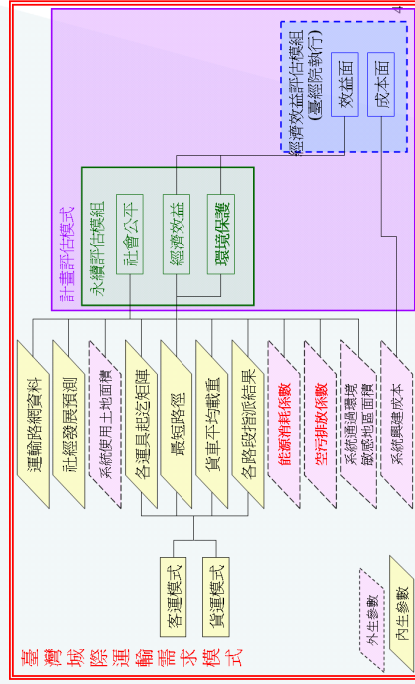 臺灣城際運輸需求模式
客運模式
貨運模式
運輸路網資料
社經發展預測
系統使用土地面積
各運具起迄矩陣
最短路徑
貨車平均載重
各路段指派結果
能源消耗係數
空污排放係數
系統通過環境
敏感地區面積
系統興建成本
外生參數
內生參數
計畫評估模式
永續評估模組
社會公平
經濟效益
環境保護
經濟效益評估模組
(臺經院執行)
效益面
成本面
4